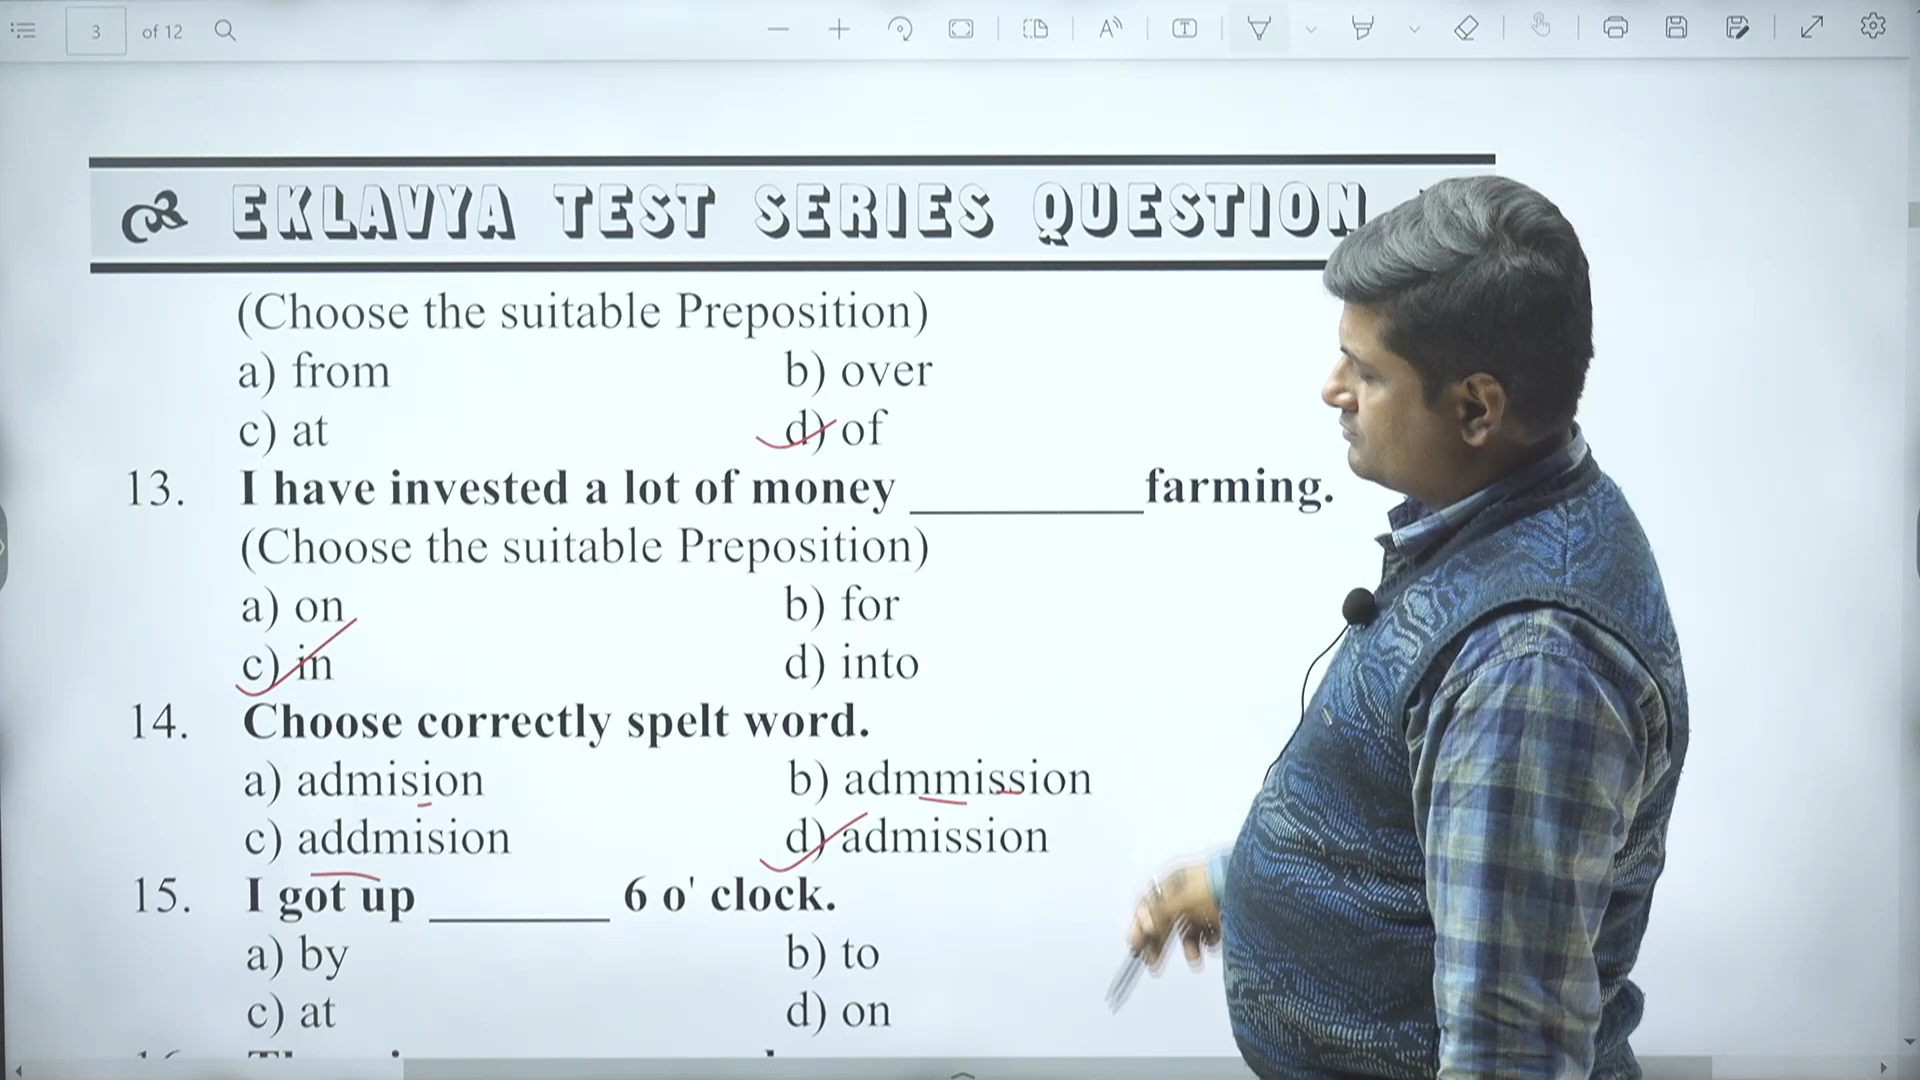 3 of 12
EKLAVYA TEST SERIES QUESTION
(Choose the suitable Preposition)
a) from b) over
c) at d) of
13. I have invested a lot of money __________ farming.
(Choose the suitable Preposition)
a) on b) for
c) in d) into
14. Choose correctly spelt word.
a) admision b) admmission
c) addmision d) admission
15. I got up ________ 6 o' clock.
a) by b) to
c) at d) on